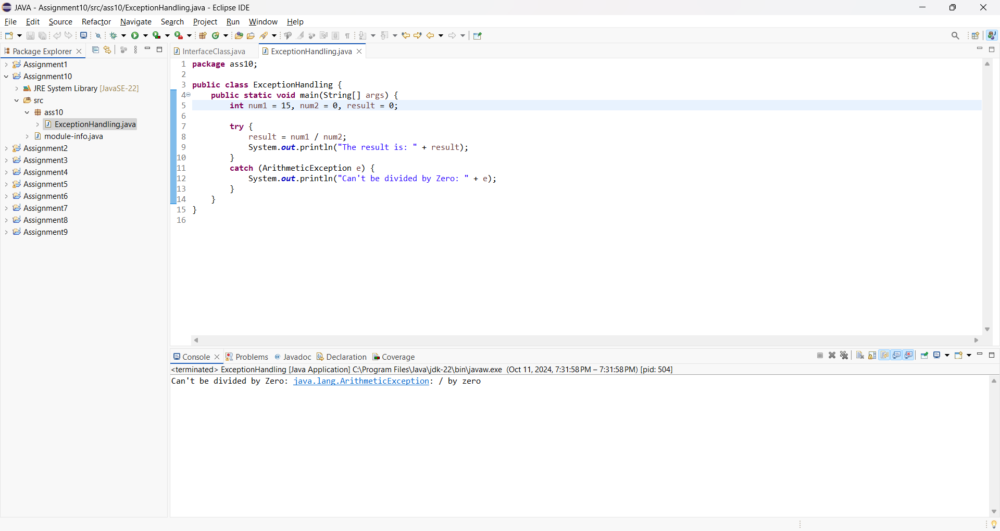 JAVA - Assignment10/src/ass10/ExceptionHandling.java - Eclipse IDE
File Edit Source Refactor Navigate Search Project Run Window Help
Package Explorer
Assignment1
Assignment10
JRE System Library [JavaSE-22]
src
ass10
ExceptionHandling.java
module-info.java
Assignment2
Assignment3
Assignment4
Assignment5
Assignment6
Assignment7
Assignment8
Assignment9
InterfaceClass.java ExceptionHandling.java
1 package ass10;
2
3 public class ExceptionHandling {
4 public static void main(String[] args) {
5 int num1 = 15, num2 = 0, result = 0;
6
7 try {
8 result = num1 / num2;
9 System.out.println("The result is: " + result);
10 }
11 catch (ArithmeticException e) {
12 System.out.println("Can't be divided by Zero: " + e);
13 }
14 }
15 }
16
Console Problems @ Javadoc Declaration Coverage
<terminated> ExceptionHandling [Java Application] C:\Program Files\Java\jdk-22\bin\javaw.exe (Oct 11, 2024, 7:31:58 PM – 7:31:58 PM) [pid: 504]
Can't be divided by Zero: java.lang.ArithmeticException: / by zero